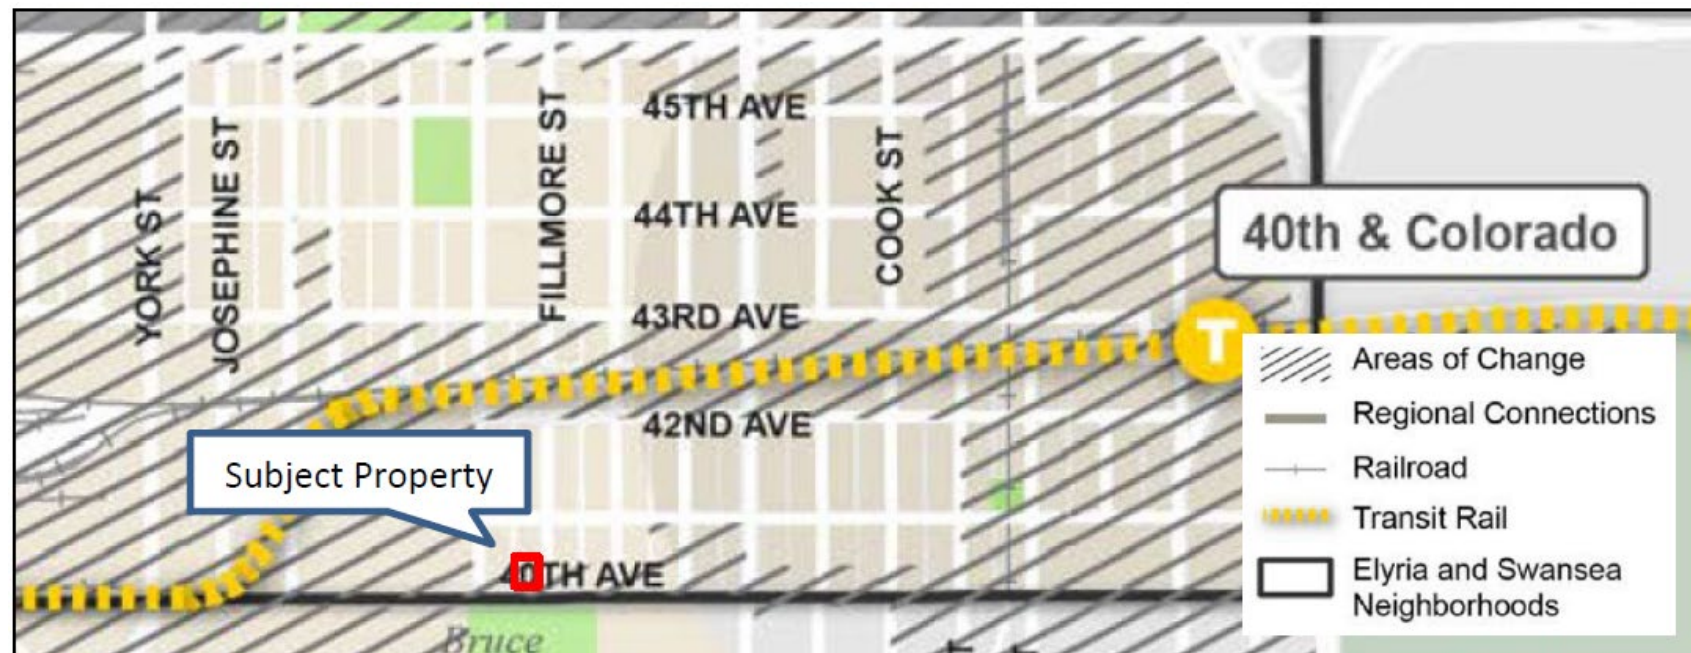 45TH AVE
44TH AVE
43RD AVE
42ND AVE
40TH AVE
YORK ST
JOSEPHINE ST
FILLMORE ST
COOK ST
40th & Colorado
T
Subject Property
Bruce
Areas of Change
Regional Connections
Railroad
Transit Rail
Elyria and Swansea
Neighborhoods
T
T